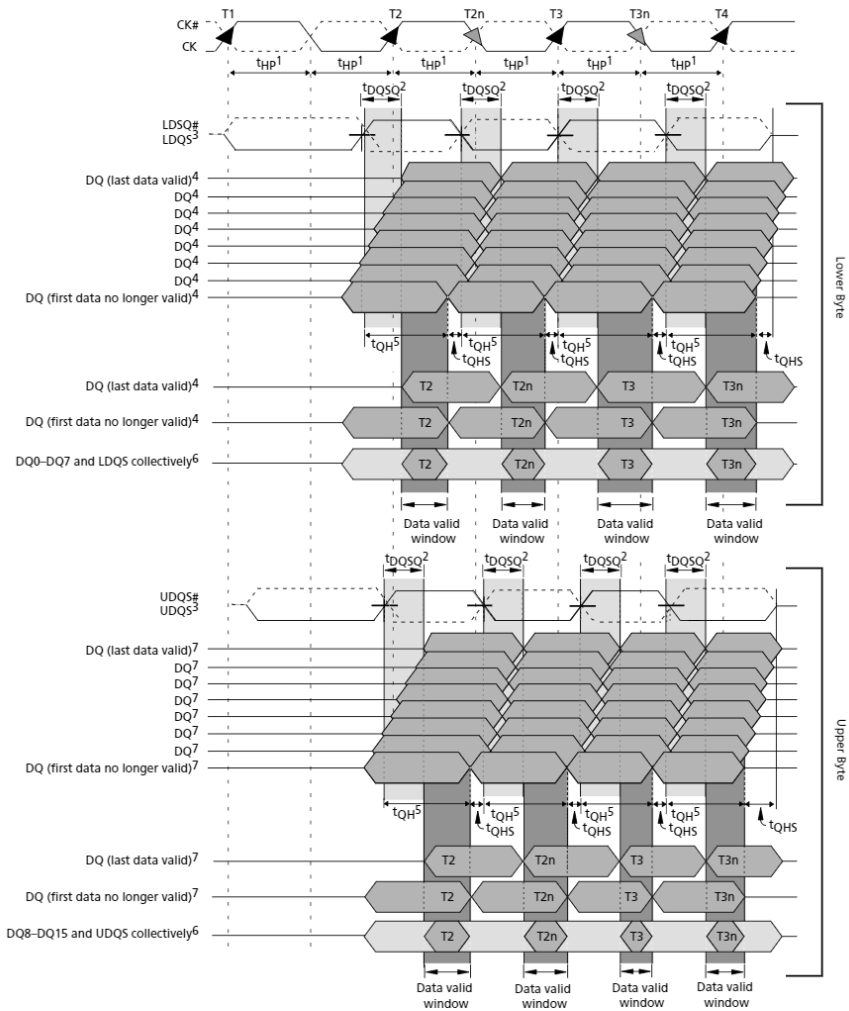 T1 T2 T2n T3 T3n T4
CK#
CK
tHP1 tHP1 tHP1 tHP1 tHP1 tHP1
tDQSQ2 tDQSQ2 tDQSQ2 tDQSQ2
LDSQ#
LDQS3
DQ (last data valid)4
DQ4
DQ4
DQ4
DQ4
DQ4
DQ4
DQ (first data no longer valid)4
Lower Byte
tQH5 tQH5 tQH5 tQH5
tQHS tQHS tQHS tQHS
DQ (last data valid)4 T2 T2n T3 T3n
DQ (first data no longer valid)4 T2 T2n T3 T3n
DQ0–DQ7 and LDQS collectively6 T2 T2n T3 T3n
Data valid window Data valid window Data valid window Data valid window
tDQSQ2 tDQSQ2 tDQSQ2 tDQSQ2
UDQS#
UDQS3
DQ (last data valid)7
DQ7
DQ7
DQ7
DQ7
DQ7
DQ7
DQ (first data no longer valid)7
Upper Byte
tQH5 tQH5 tQH5 tQH5
tQHS tQHS tQHS tQHS
DQ (last data valid)7 T2 T2n T3 T3n
DQ (first data no longer valid)7 T2 T2n T3 T3n
DQ8–DQ15 and UDQS collectively6 T2 T2n T3 T3n
Data valid window Data valid window Data valid window Data valid window